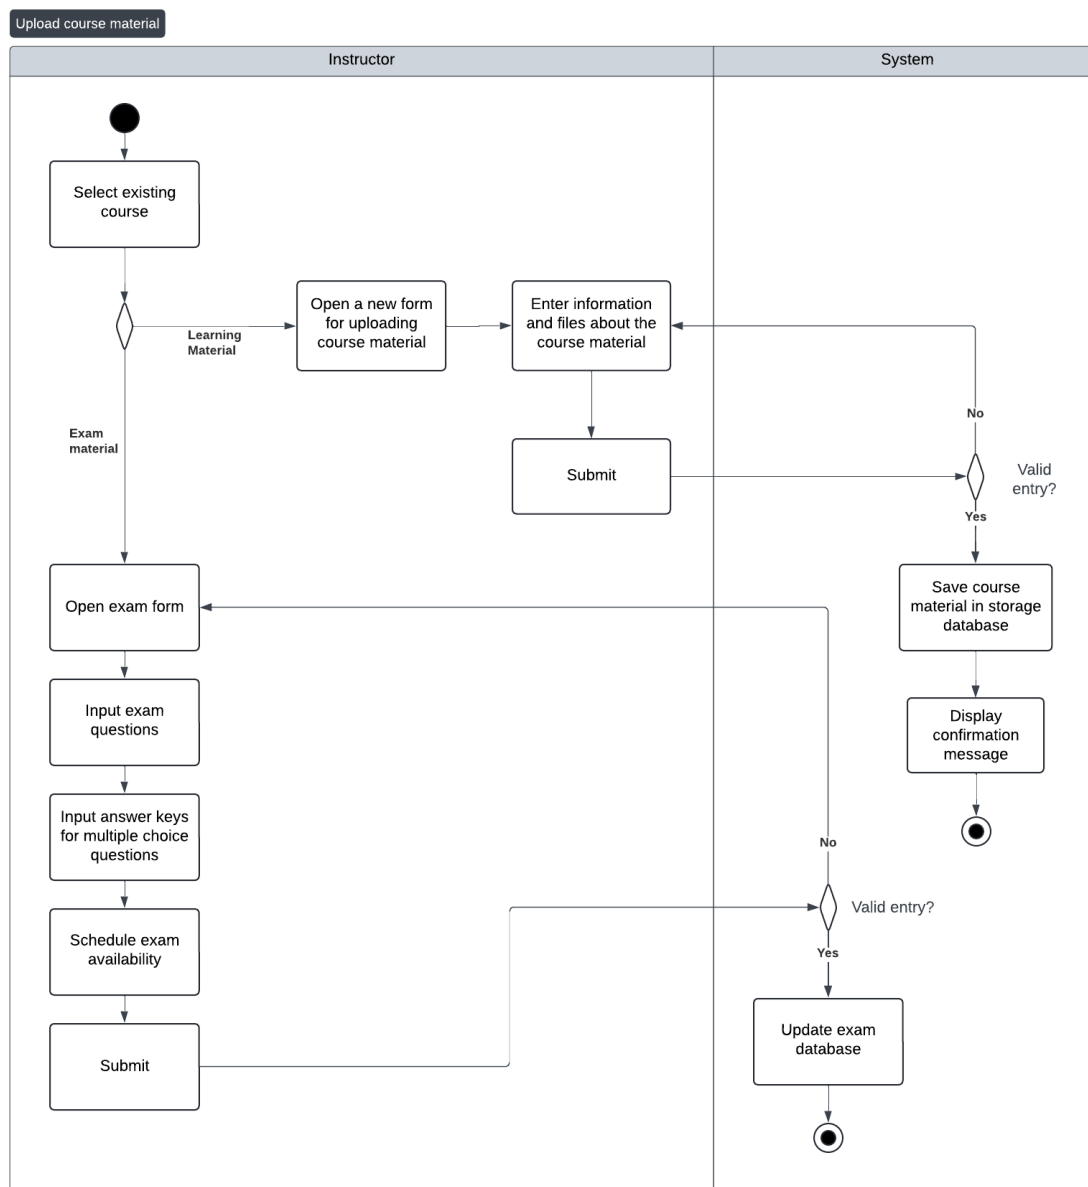 Upload course material
Instructor
System
Select existing
course
Learning
Material
Open a new form
for uploading
course material
Enter information
and files about the
course material
No
Exam
material
Submit
Valid
entry?
Yes
Open exam form
Save course
material in storage
database
Input exam
questions
Display
confirmation
message
Input answer keys
for multiple choice
questions
No
Valid entry?
Schedule exam
availability
Yes
Update exam
database
Submit